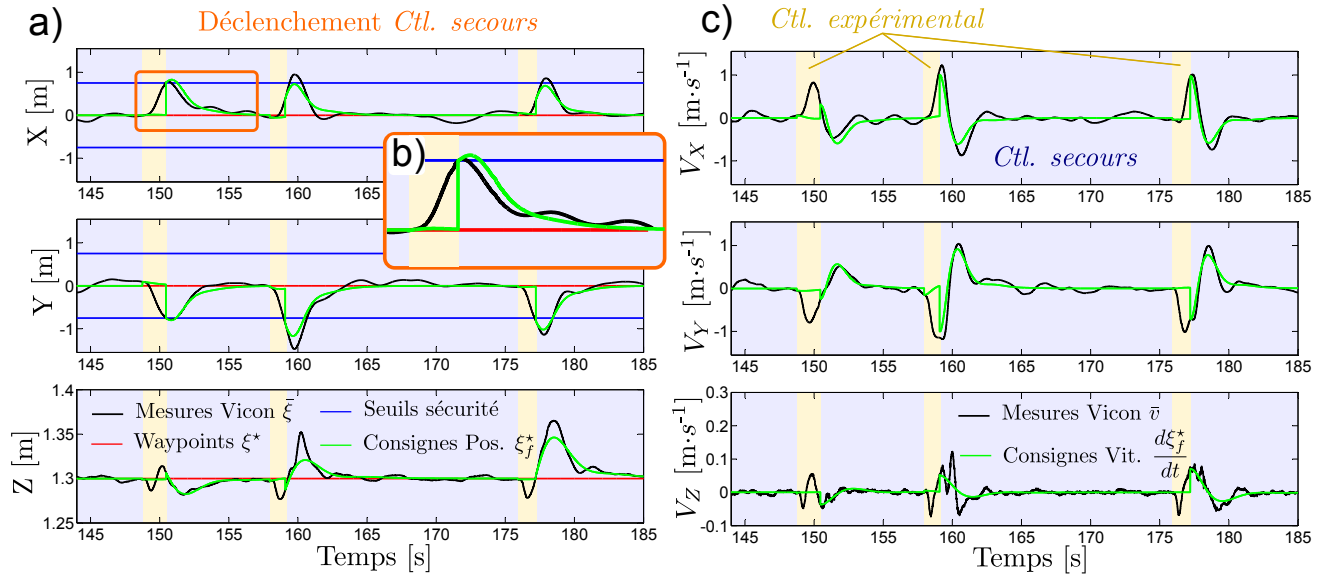 a)
Déclenchement Ctl. secours
X [m]
1
0
-1
145 150 155 160 165 170 175 180 185
b)
Y [m]
1
0
-1
145 150 155 160 165 170 175 180 185
Z [m]
1.4
1.35
1.3
1.25
Mesures Vicon ξ̄
Seuils sécurité
Waypoints ξ⋆
Consignes Pos. ξ⋆f
145 150 155 160 165 170 175 180 185
Temps [s]
c)
Ctl. expérimental
VX [m·s-1]
1
0
-1
Ctl. secours
145 150 155 160 165 170 175 180 185
VY [m·s-1]
1
0
-1
145 150 155 160 165 170 175 180 185
VZ [m·s-1]
0.3
0.2
0.1
0
-0.1
Mesures Vicon v̄
Consignes Vit. dξ⋆f/dt
145 150 155 160 165 170 175 180 185
Temps [s]